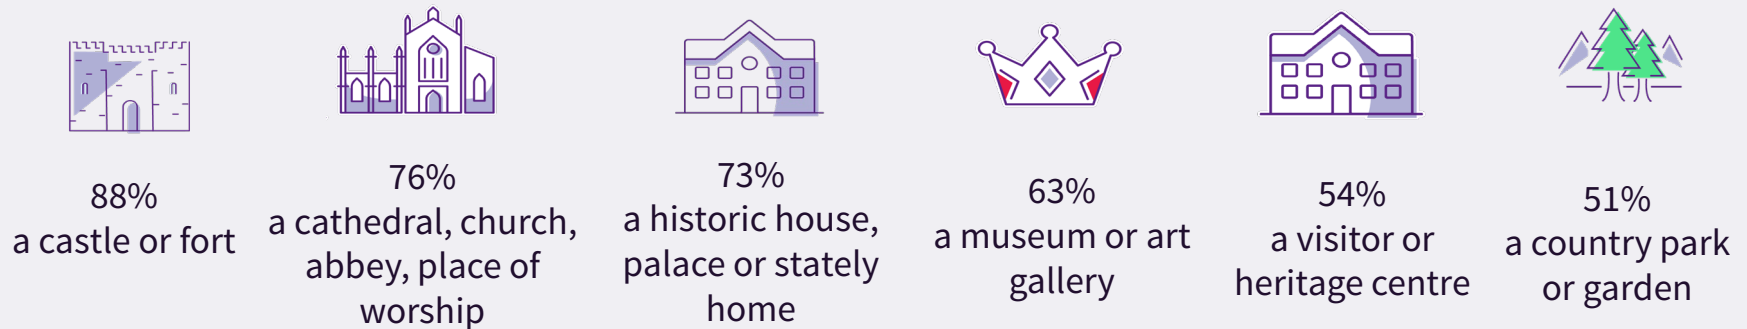 88%
a castle or fort
76%
a cathedral, church,
abbey, place of
worship
73%
a historic house,
palace or stately
home
63%
a museum or art
gallery
54%
a visitor or
heritage centre
51%
a country park
or garden